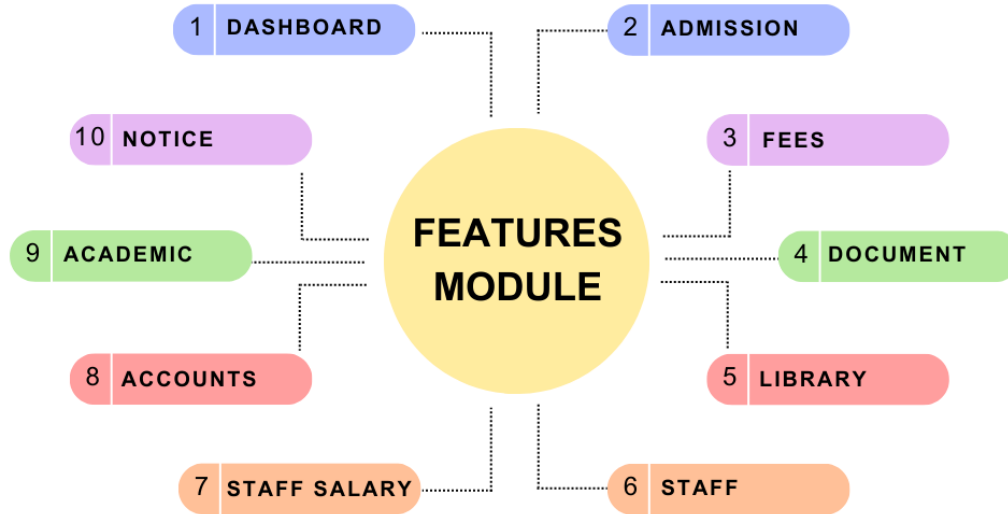 1 DASHBOARD
2 ADMISSION
10 NOTICE
3 FEES
FEATURES
MODULE
9 ACADEMIC
4 DOCUMENT
8 ACCOUNTS
5 LIBRARY
7 STAFF SALARY
6 STAFF